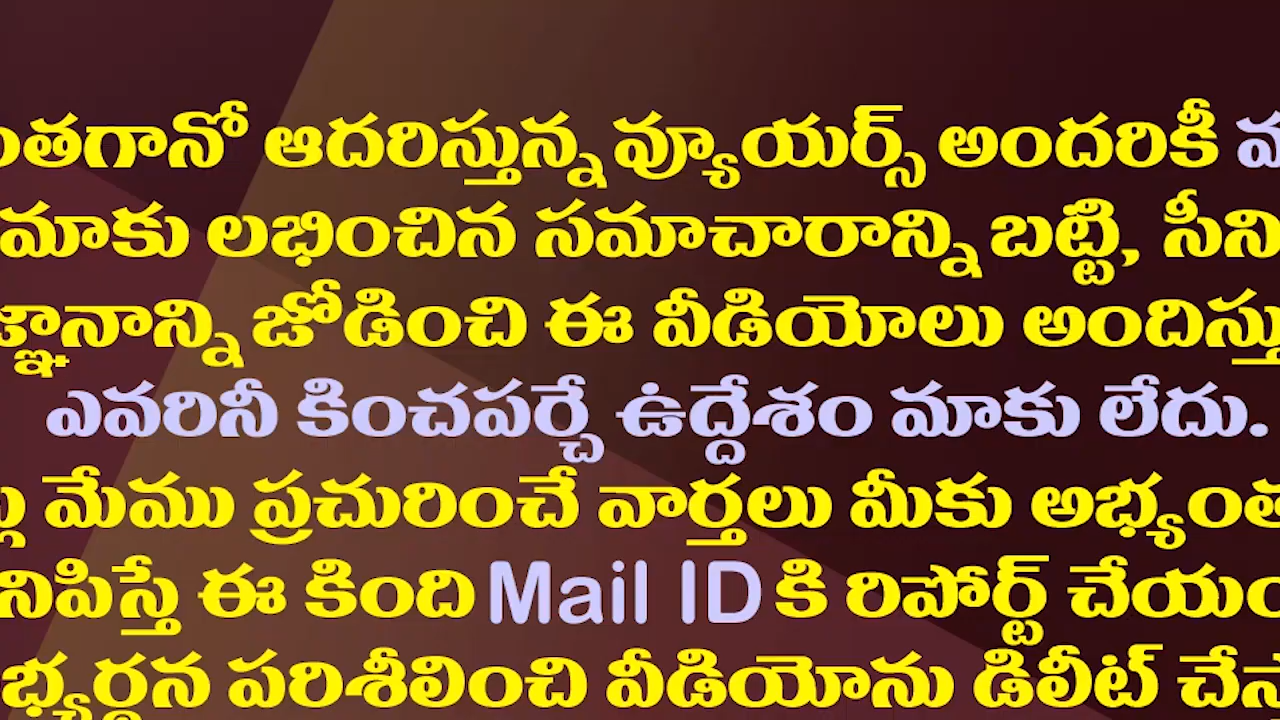 ఆదరిస్తున్న వ్యూయర్స్ అందరికీ
మాకు లభించిన సమాచారాన్ని బట్టి,
జోడించి ఈ వీడియోలు
ఎవరినీ కించపర్చే ఉద్దేశం మాకు లేదు.
మేము ప్రచురించే వార్తలు మీకు
ఈ కింది Mail ID కి రిపోర్ట్
పరిశీలించి వీడియోను డిలీట్